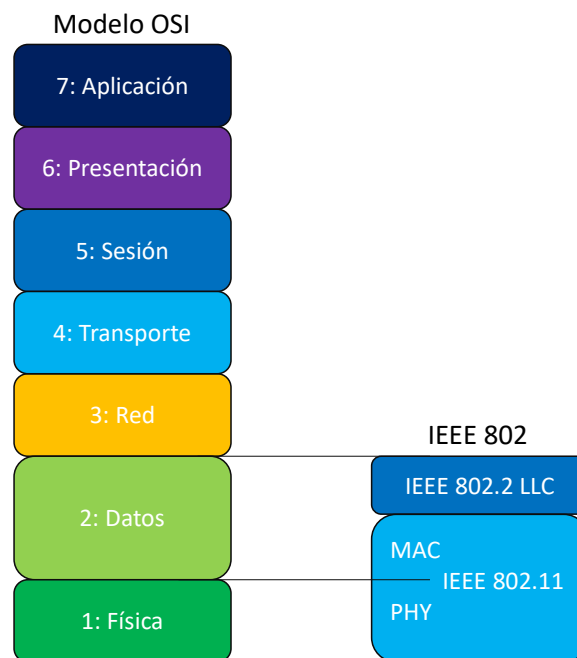 Modelo OSI
7: Aplicación
6: Presentación
5: Sesión
4: Transporte
3: Red
2: Datos
1: Física
IEEE 802
IEEE 802.2 LLC
MAC
IEEE 802.11
PHY